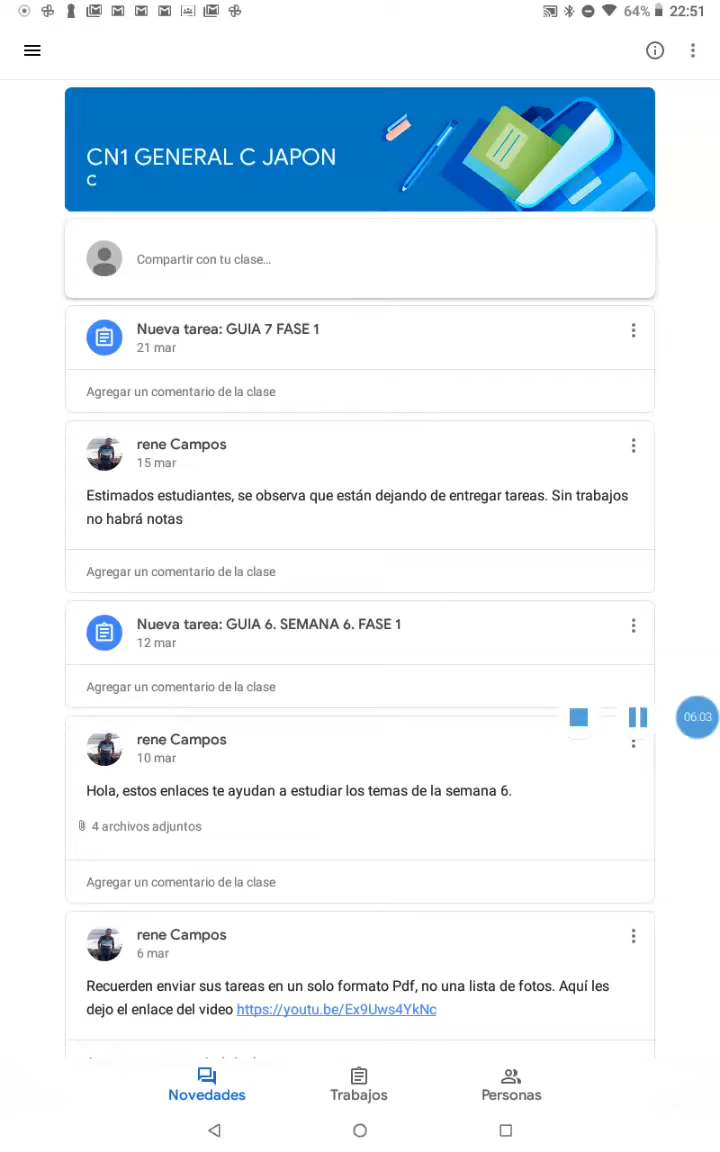 64% 22:51
CN1 GENERAL C JAPON
C
Compartir con tu clase…
Nueva tarea: GUIA 7 FASE 1
21 mar
Agregar un comentario de la clase
rene Campos
15 mar
Estimados estudiantes, se observa que están dejando de entregar tareas. Sin trabajos
no habrá notas
Agregar un comentario de la clase
Nueva tarea: GUIA 6. SEMANA 6. FASE 1
12 mar
Agregar un comentario de la clase
06:03
rene Campos
10 mar
Hola, estos enlaces te ayudan a estudiar los temas de la semana 6.
4 archivos adjuntos
Agregar un comentario de la clase
rene Campos
6 mar
Recuerden enviar sus tareas en un solo formato Pdf, no una lista de fotos. Aquí les
dejo el enlace del video https://youtu.be/Ex9Uws4YkNc
Novedades Trabajos Personas